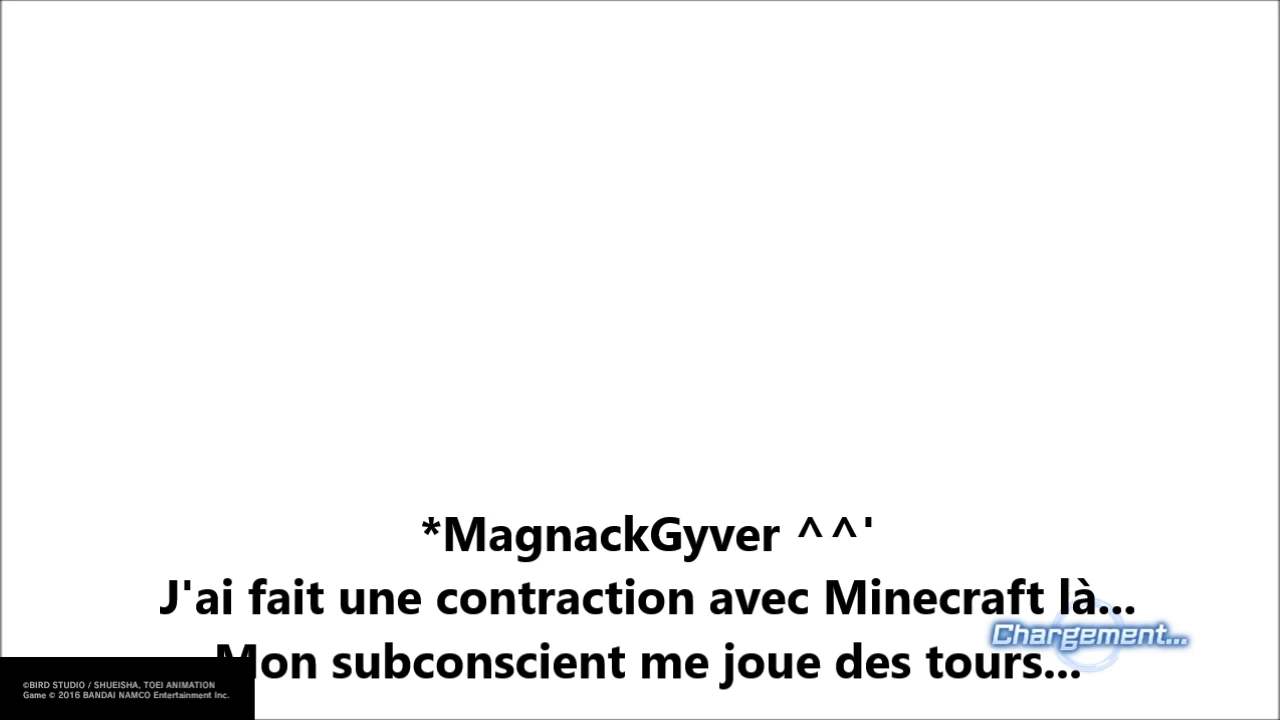 *MagnackGyver ^^'
J'ai fait une contraction avec Minecraft là...
Chargement...
Mon subconscient me joue des tours...
©BIRD STUDIO / SHUEISHA, TOEI ANIMATION
Game © 2016 BANDAI NAMCO Entertainment Inc.